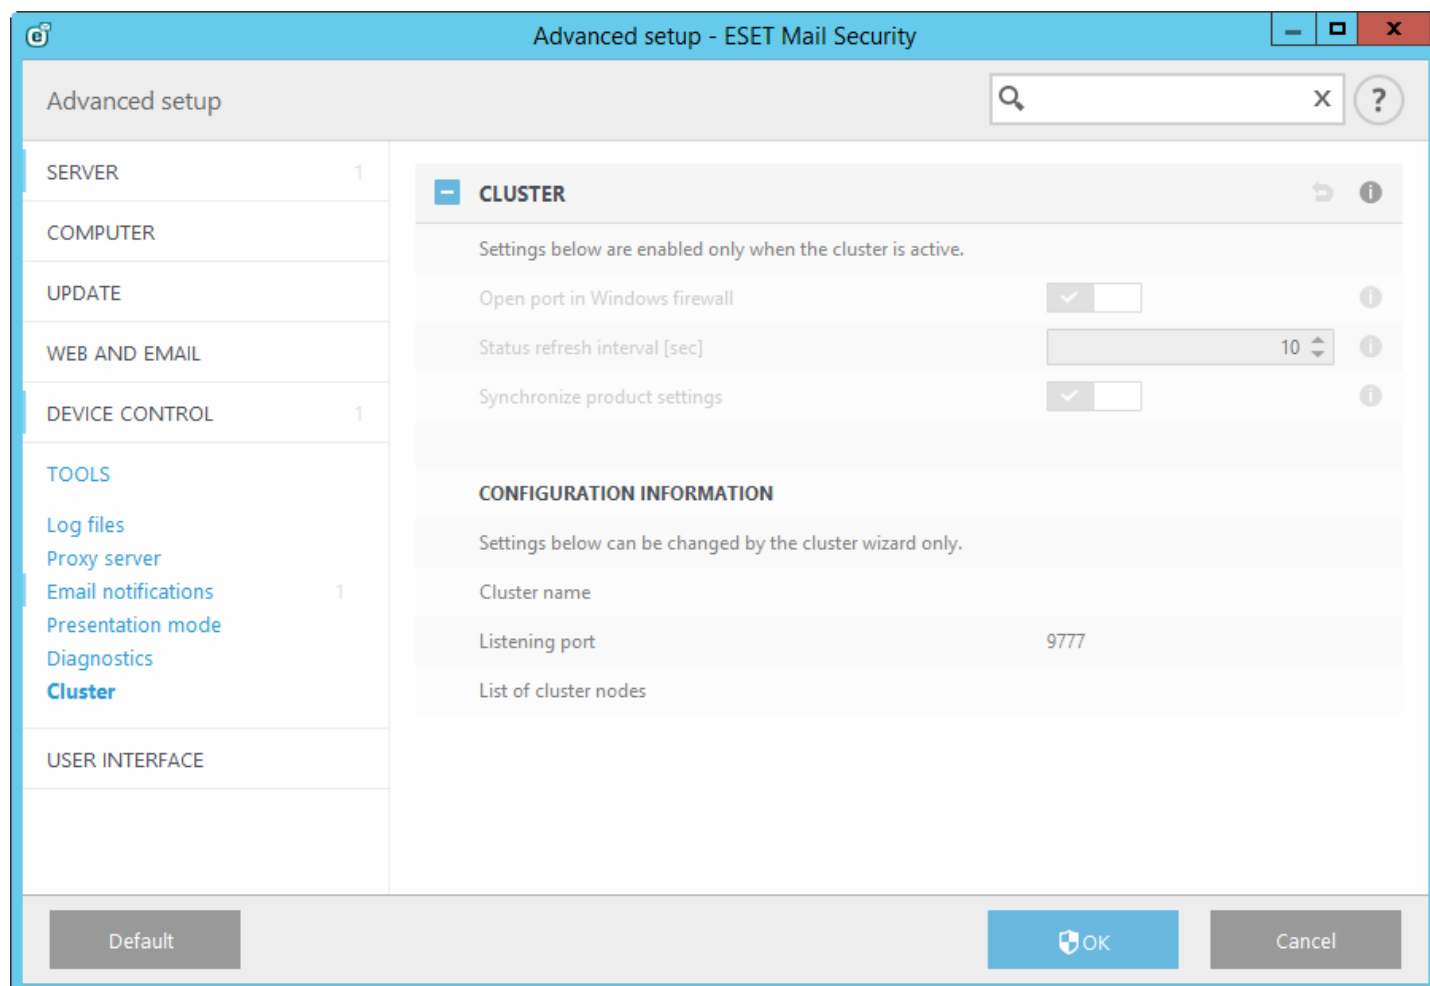 Advanced setup - ESET Mail Security
Advanced setup
SERVER 1
COMPUTER
UPDATE
WEB AND EMAIL
DEVICE CONTROL 1
TOOLS
Log files
Proxy server
Email notifications 1
Presentation mode
Diagnostics
Cluster
USER INTERFACE
CLUSTER
Settings below are enabled only when the cluster is active.
Open port in Windows firewall
Status refresh interval [sec] 10
Synchronize product settings
CONFIGURATION INFORMATION
Settings below can be changed by the cluster wizard only.
Cluster name
Listening port 9777
List of cluster nodes
Default
OK
Cancel